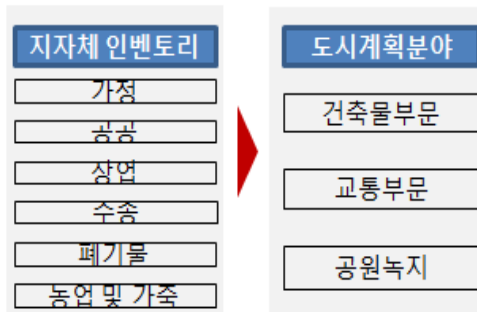 지자체 인벤토리
가정
공공
상업
수송
폐기물
농업 및 가축
도시계획분야
건축물부문
교통부문
공원녹지